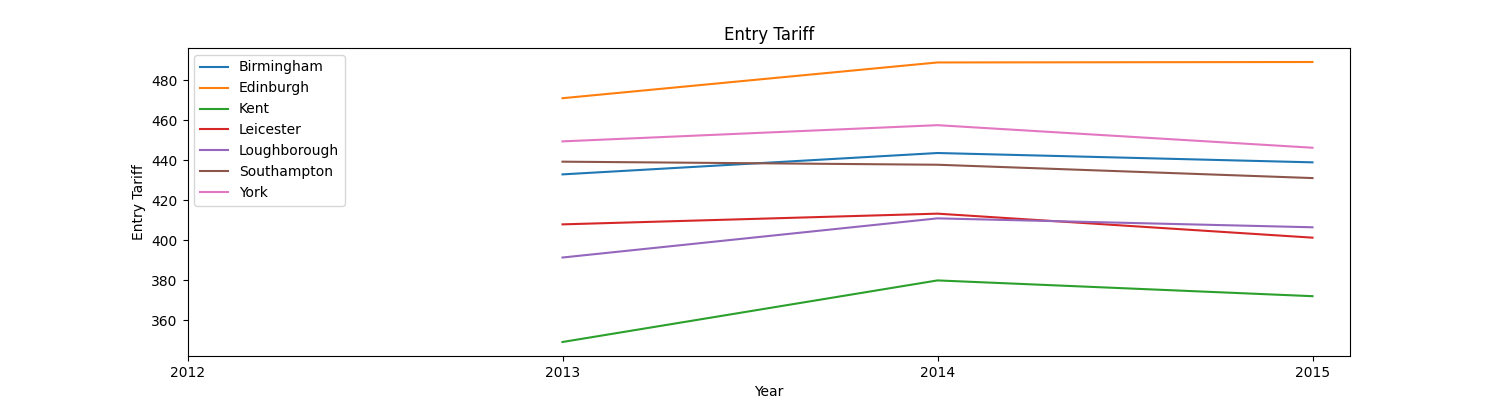 Entry Tariff
Birmingham
Edinburgh
Kent
Leicester
Loughborough
Southampton
York
Entry Tariff
480
460
440
420
400
380
360
2012 2013 2014 2015
Year